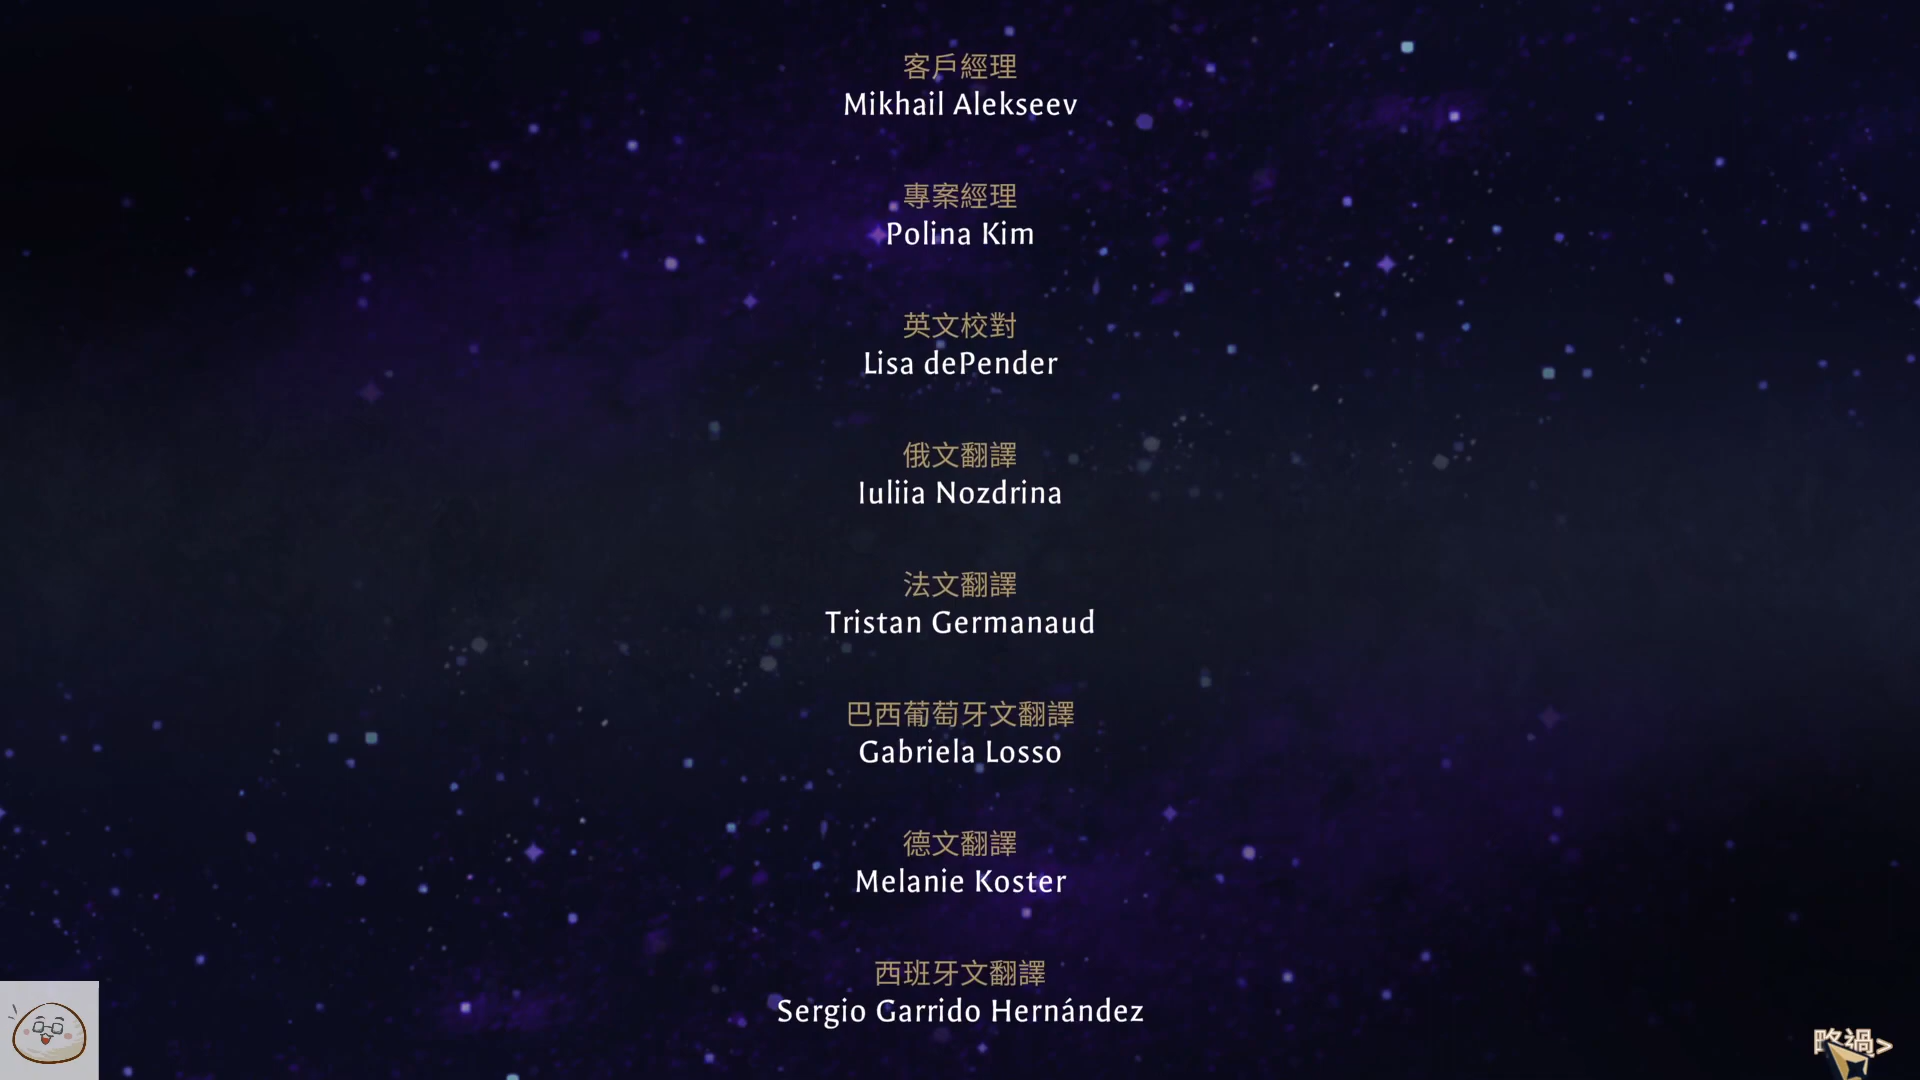 客戶經理
Mikhail Alekseev
專案經理
Polina Kim
英文校對
Lisa dePender
俄文翻譯
Iuliia Nozdrina
法文翻譯
Tristan Germanaud
巴西葡萄牙文翻譯
Gabriela Losso
德文翻譯
Melanie Koster
西班牙文翻譯
Sergio Garrido Hernández
略過>